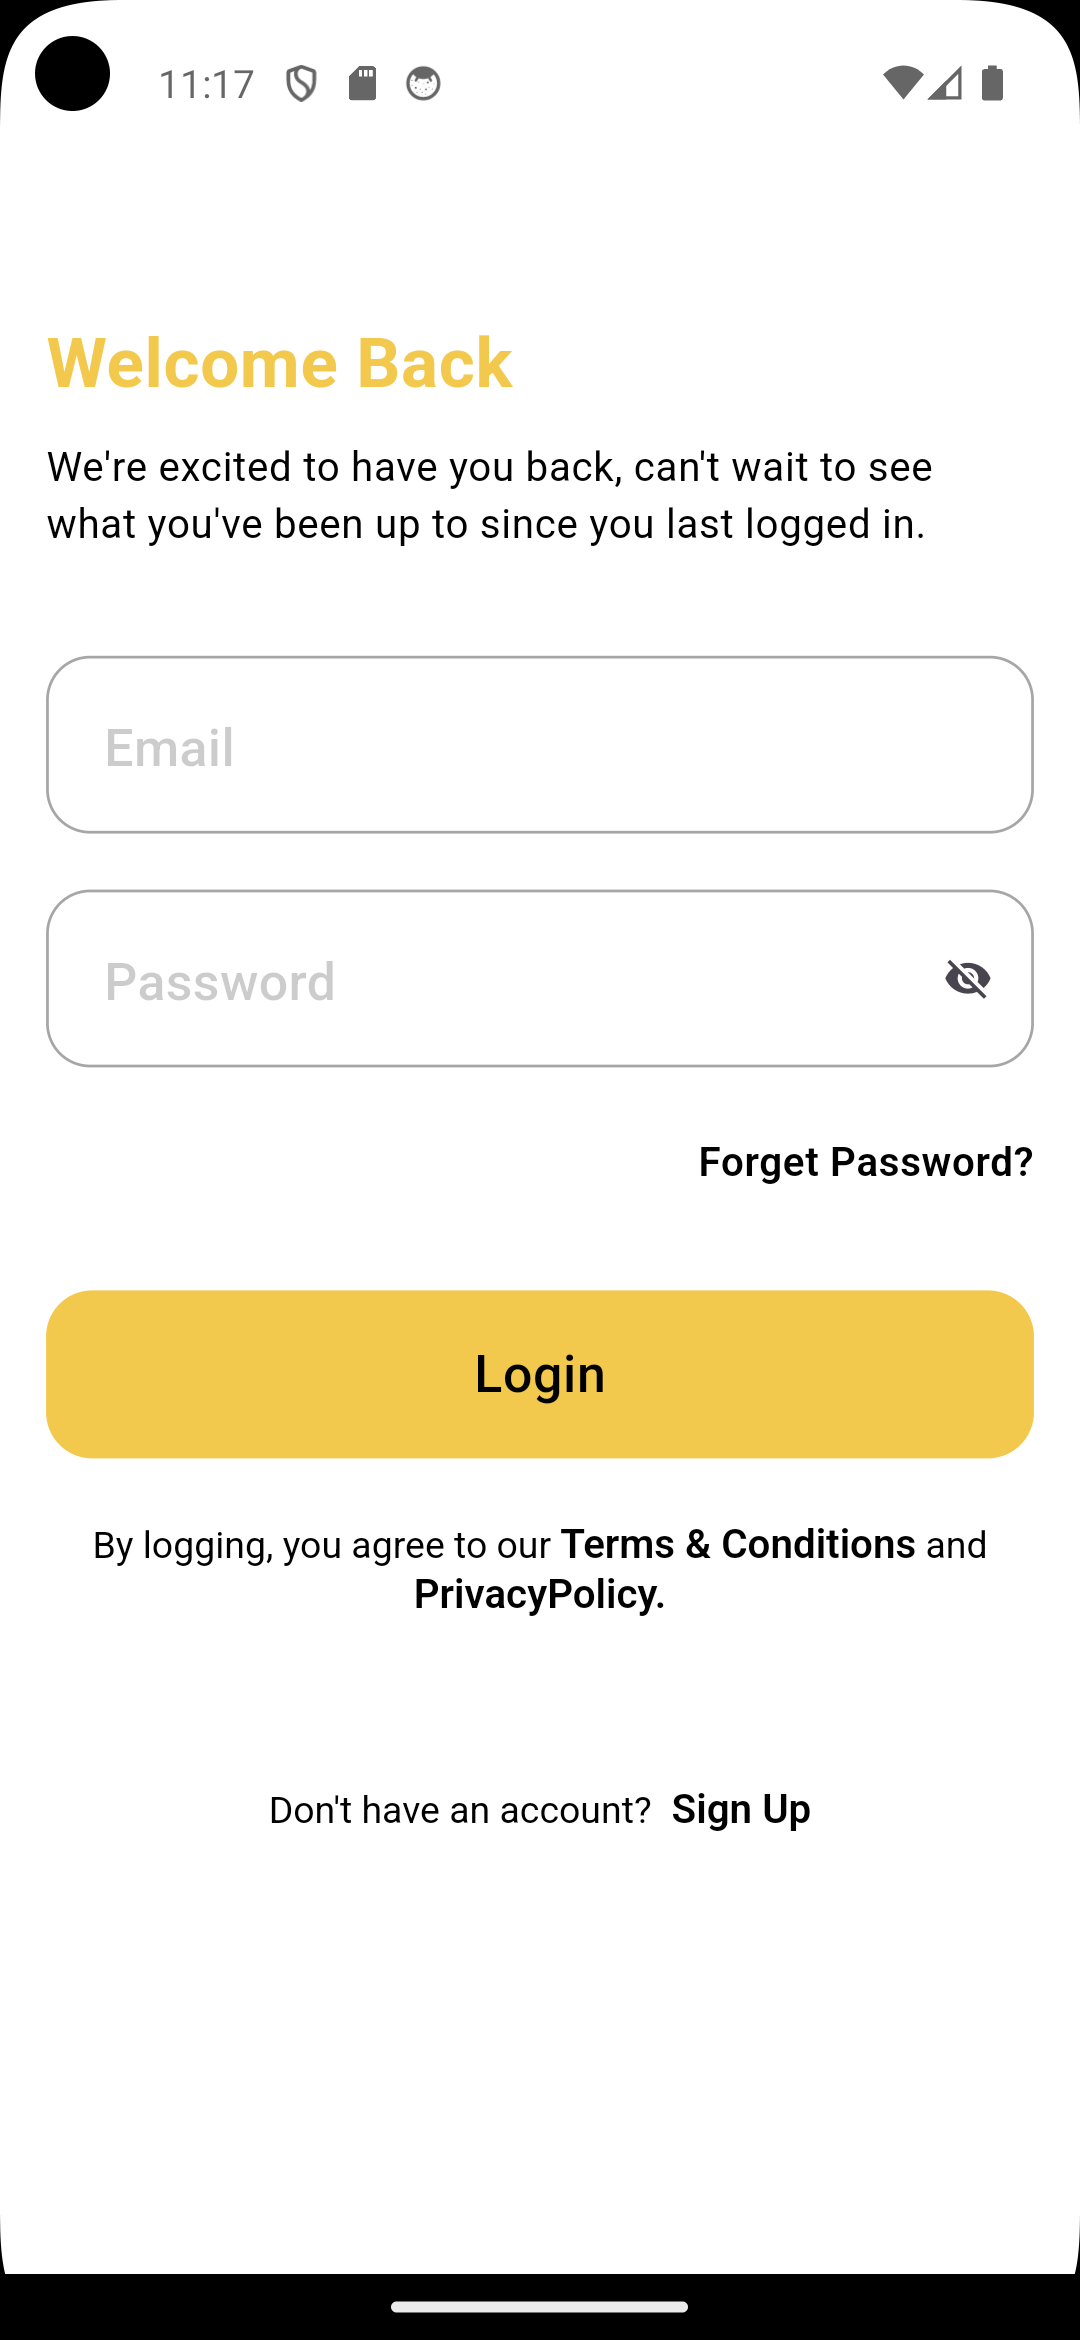 11:17
Welcome Back
We're excited to have you back, can't wait to see
what you've been up to since you last logged in.
Email
Password
Forget Password?
Login
By logging, you agree to our Terms & Conditions and
PrivacyPolicy.
Don't have an account? Sign Up